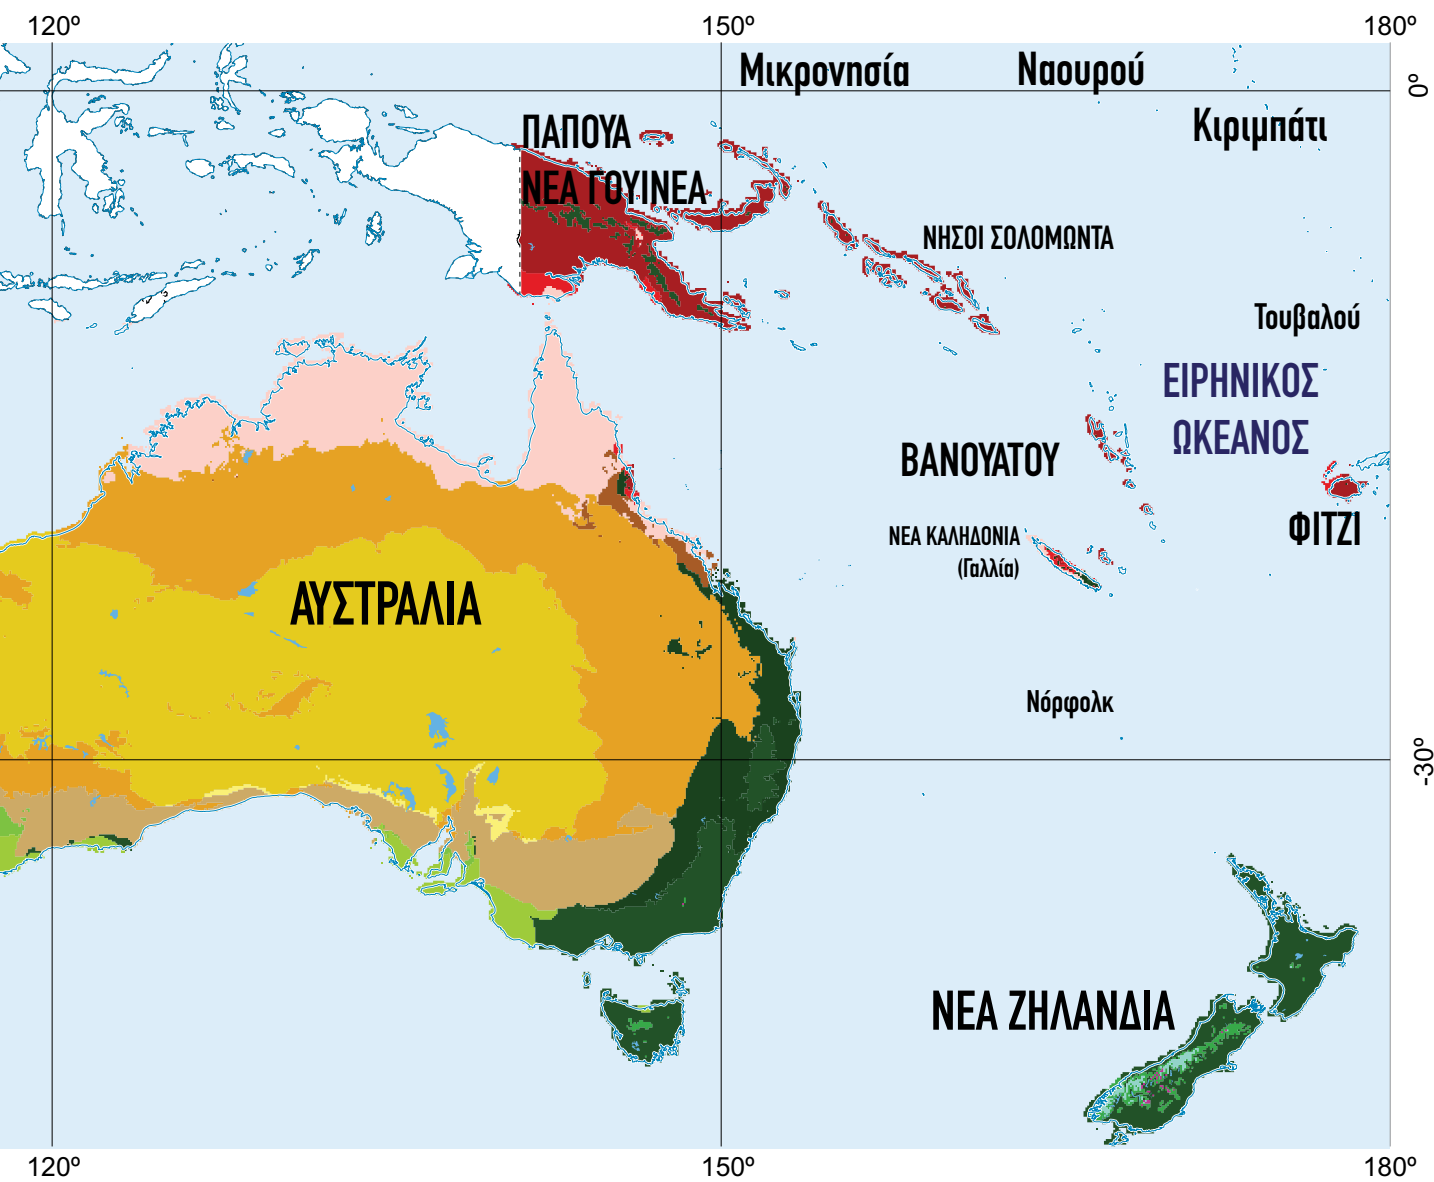 120º 150º 180º
Μικρονησία Ναουρού
0º
Κιριμπάτι
ΠΑΠΟΥΑ
ΝΕΑ ΓΟΥΙΝΕΑ
ΝΗΣΟΙ ΣΟΛΟΜΩΝΤΑ
Τουβαλού
ΕΙΡΗΝΙΚΟΣ
ΩΚΕΑΝΟΣ
ΒΑΝΟΥΑΤΟΥ
ΦΙΤΖΙ
ΝΕΑ ΚΑΛΗΔΟΝΙΑ
(Γαλλία)
ΑΥΣΤΡΑΛΙΑ
Νόρφολκ
-30º
ΝΕΑ ΖΗΛΑΝΔΙΑ
120º 150º 180º